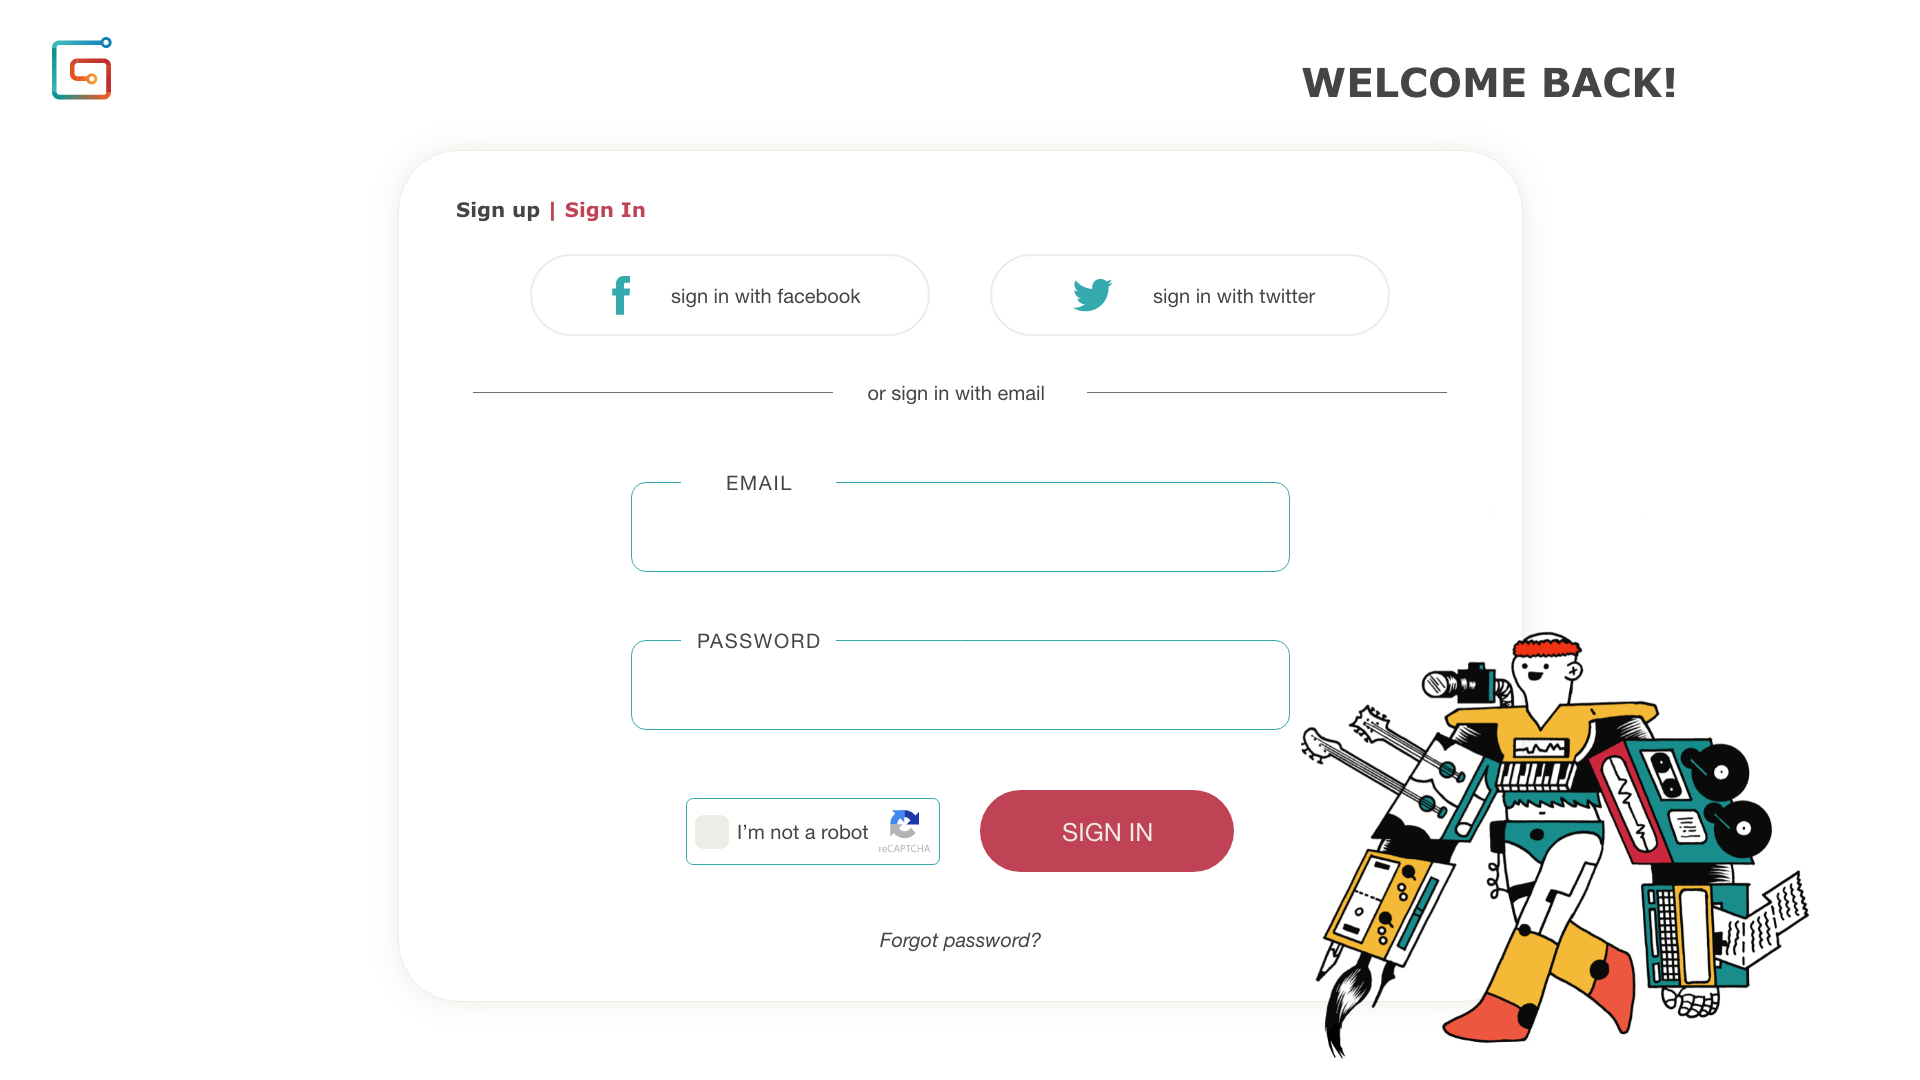 WELCOME BACK!
Sign up | Sign In
sign in with facebook
sign in with twitter
or sign in with email
EMAIL
PASSWORD
I’m not a robot
reCAPTCHA
SIGN IN
Forgot password?